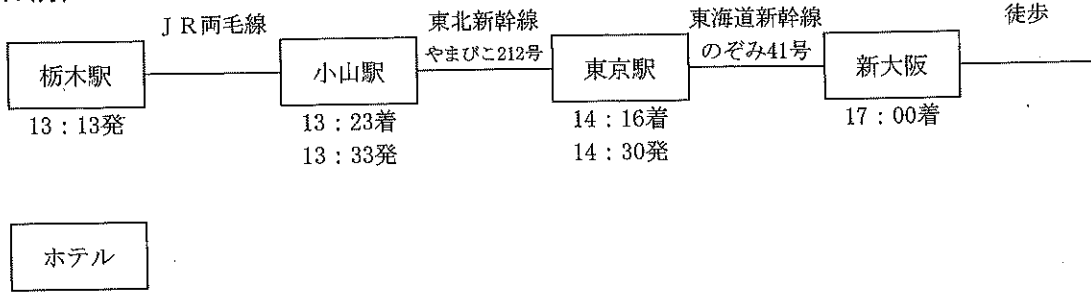 JR両毛線
東北新幹線
やまびこ212号
東海道新幹線
のぞみ41号
徒歩
栃木駅
小山駅
東京駅
新大阪
13：13発
13：23着
13：33発
14：16着
14：30発
17：00着
ホテル